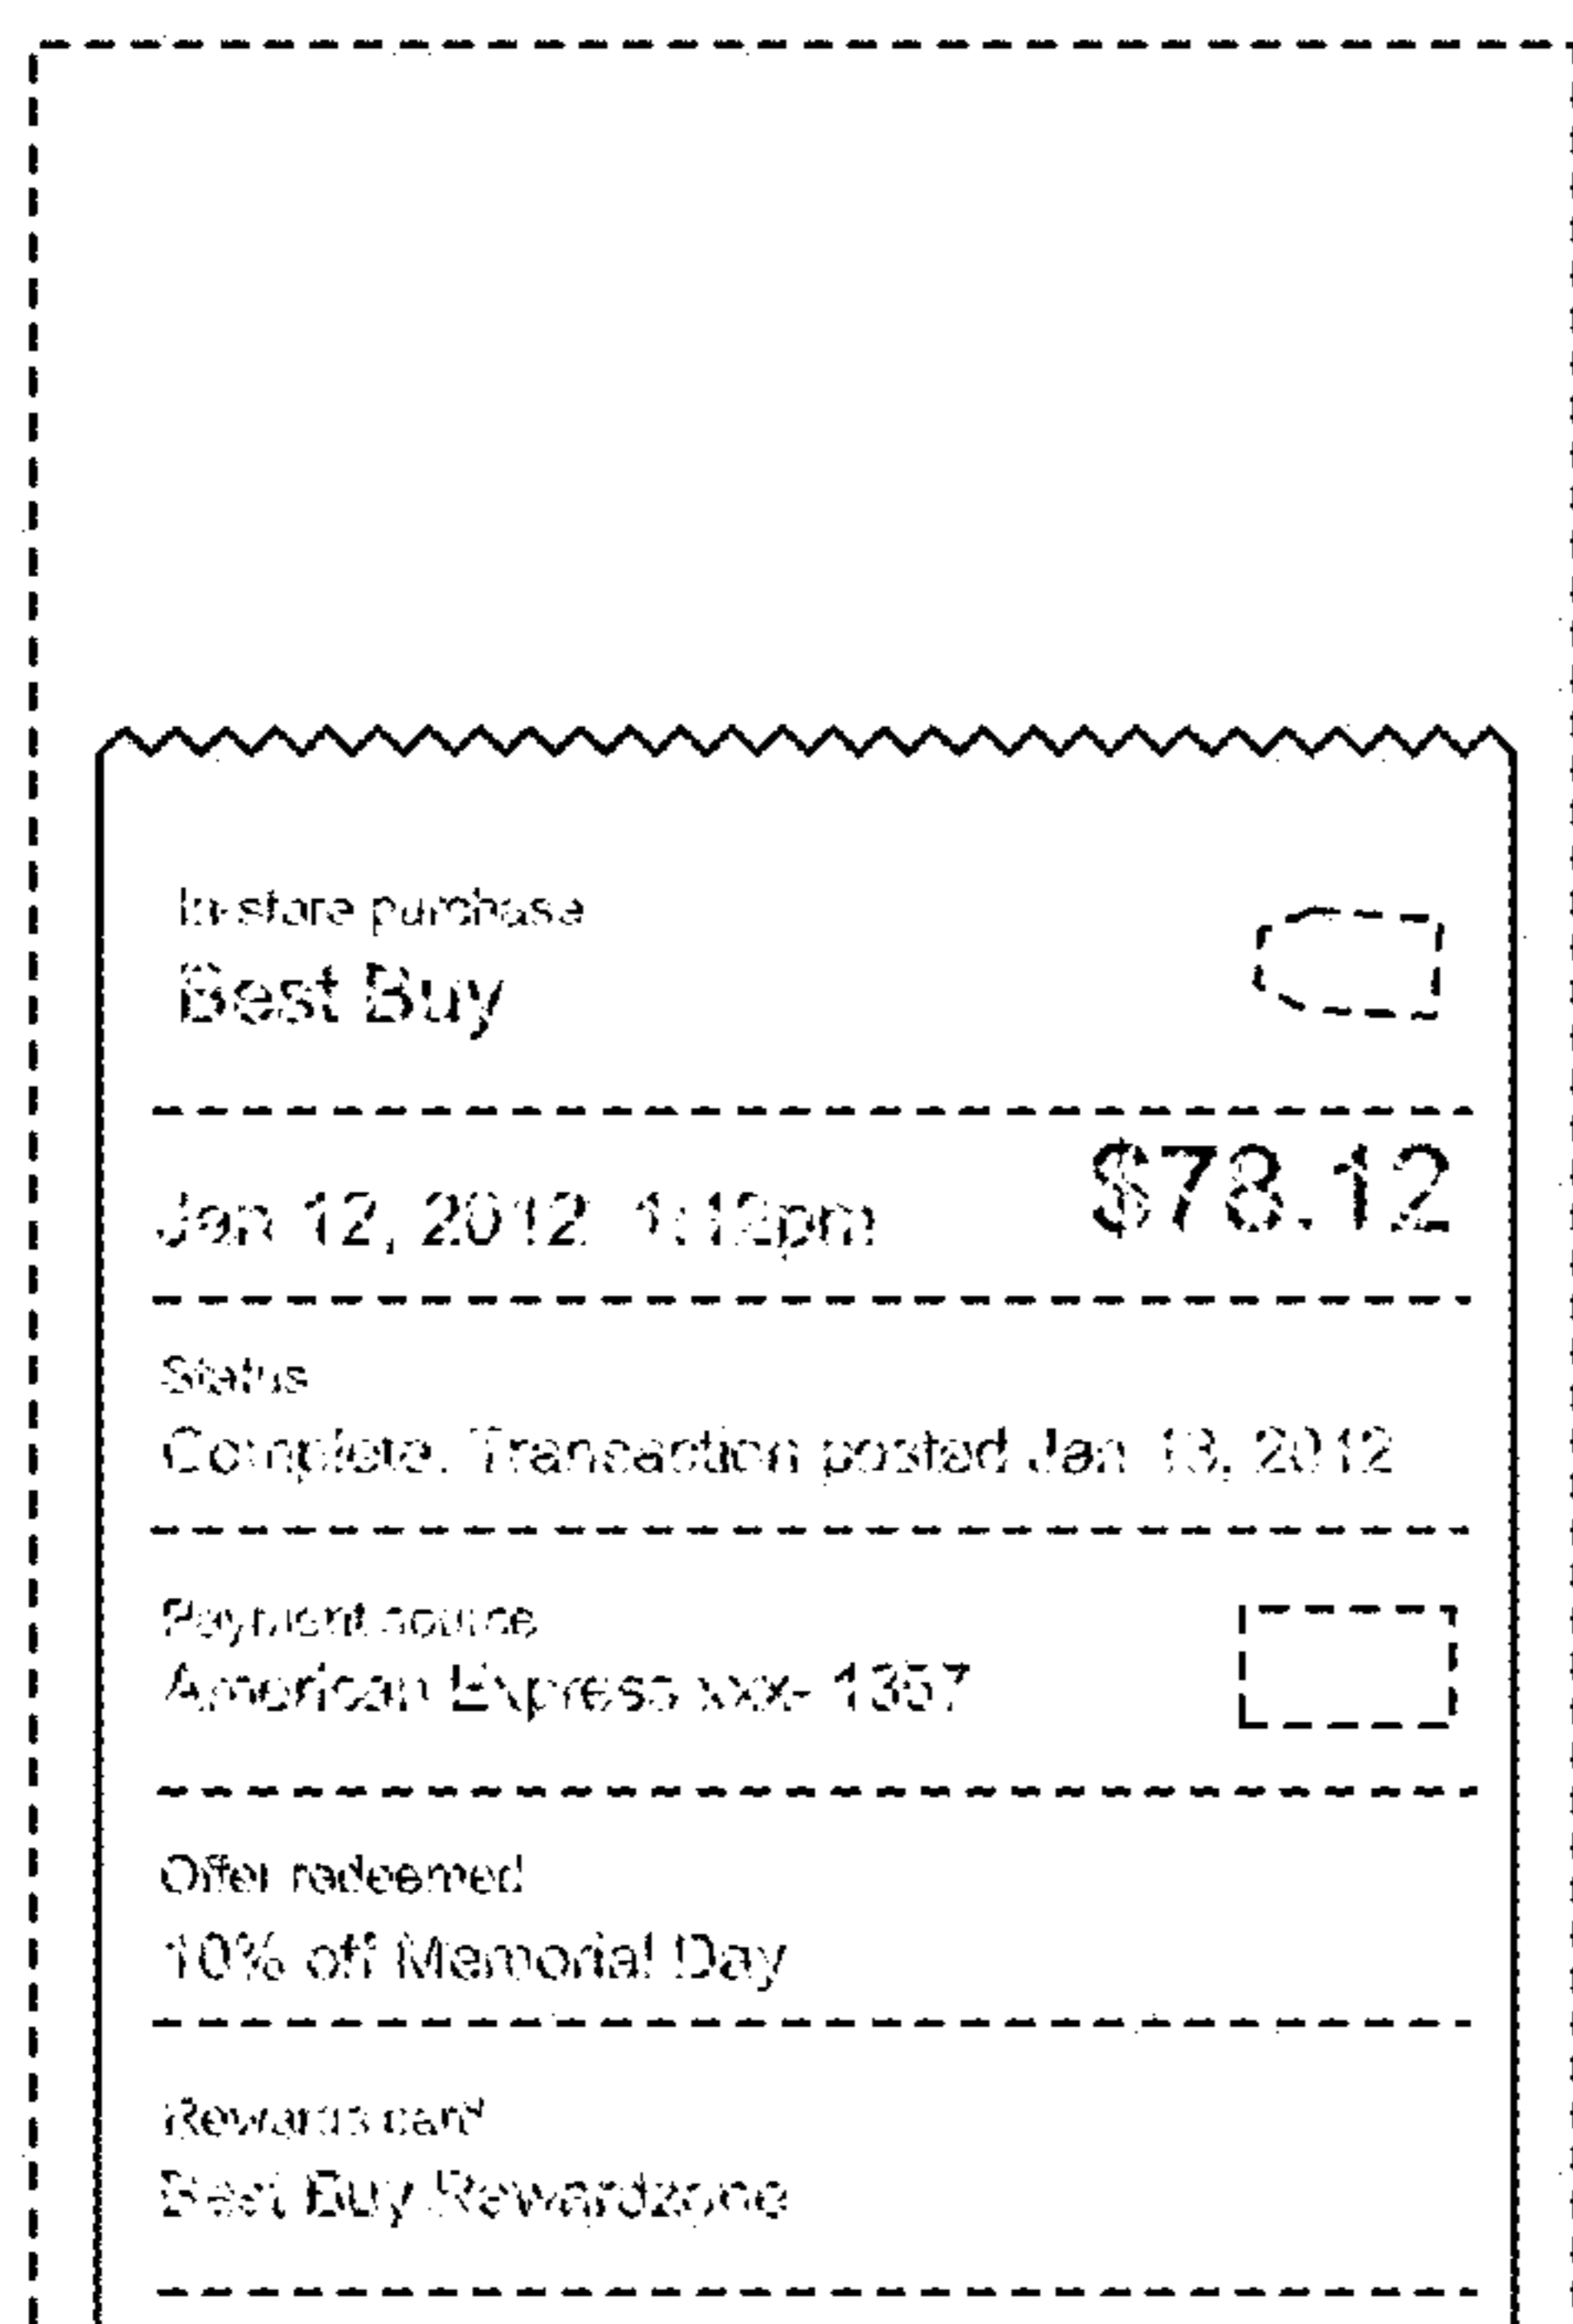 In-store purchase
Best Buy
$78.12
Jan 12, 2012 1:12pm
Status
Complete. Transaction posted Jan 13, 2012
Payment source
American Express xxx- 1357
Offer redeemed
10% off Memorial Day
Rewards card
Best Buy Rewardzone